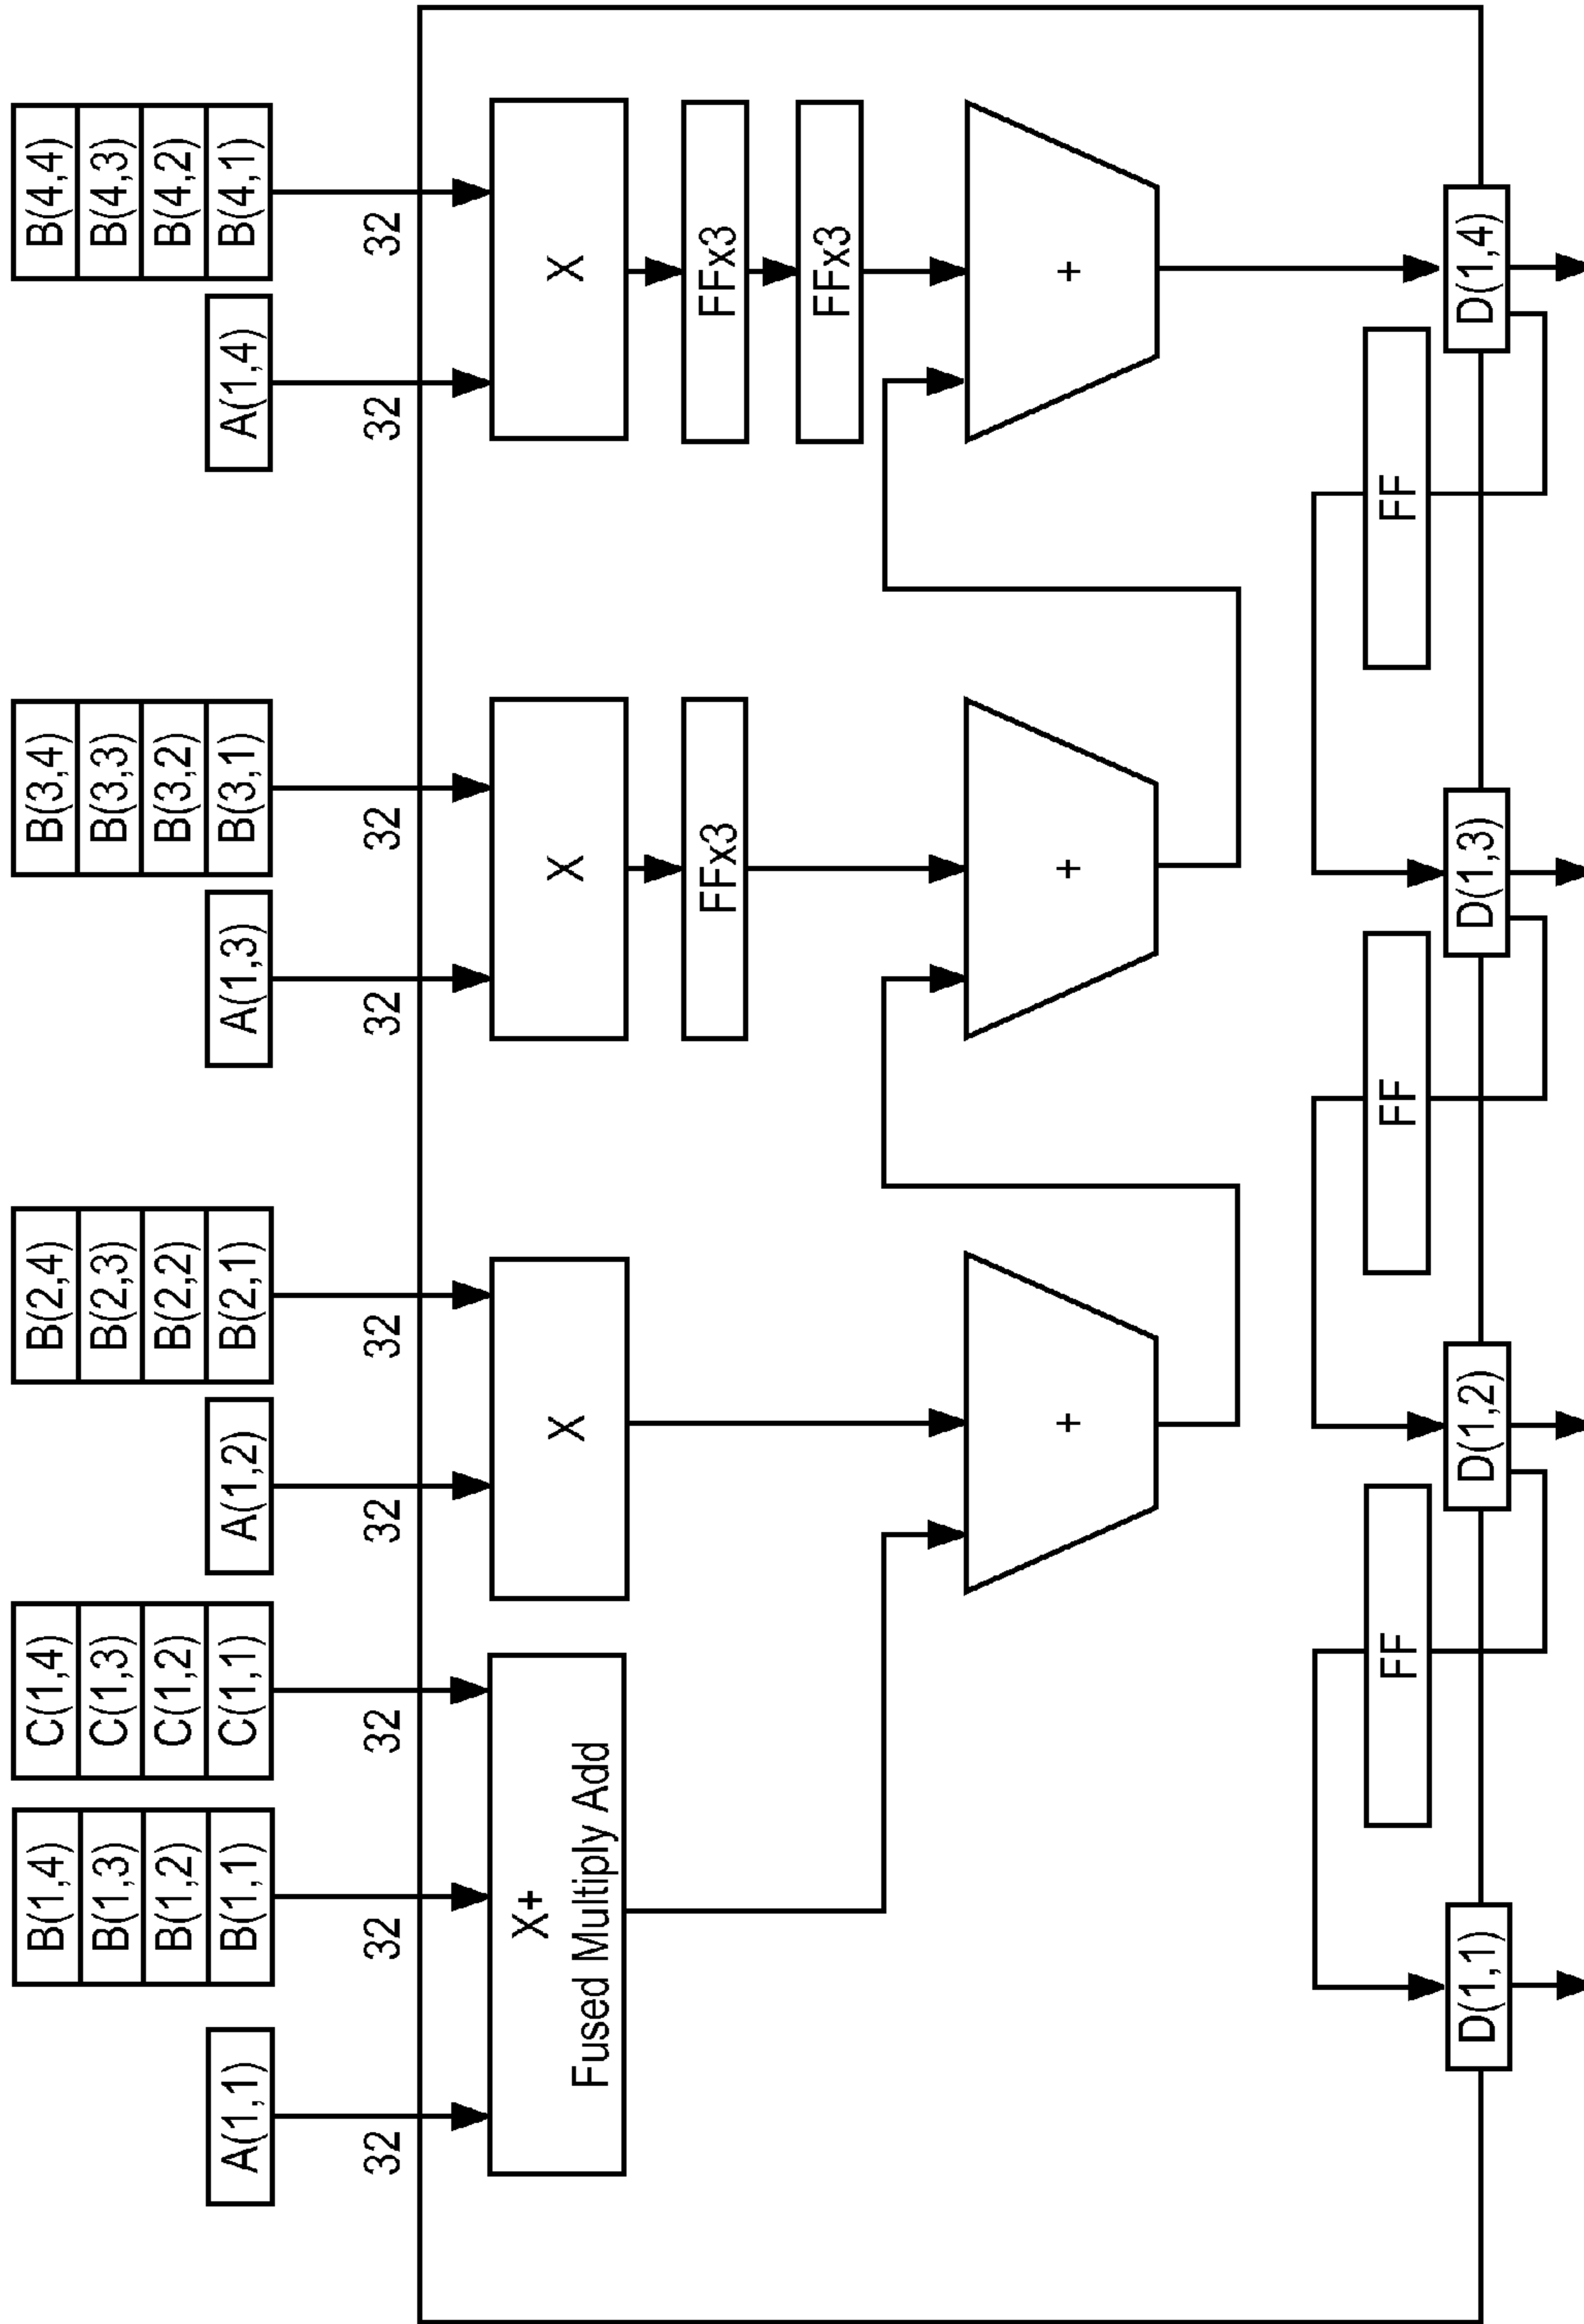 B(1,4)
B(1,3)
B(1,2)
B(1,1)
C(1,4)
C(1,3)
C(1,2)
C(1,1)
B(2,4)
B(2,3)
B(2,2)
B(2,1)
B(3,4)
B(3,3)
B(3,2)
B(3,1)
B(4,4)
B(4,3)
B(4,2)
B(4,1)
A(1,1)
A(1,2)
A(1,3)
A(1,4)
32
32
32
32
32
32
32
32
32
X+
Fused Multiply Add
X
X
X
FFx3
FFx3
FFx3
+
+
+
FF
FF
FF
D(1,1)
D(1,2)
D(1,3)
D(1,4)